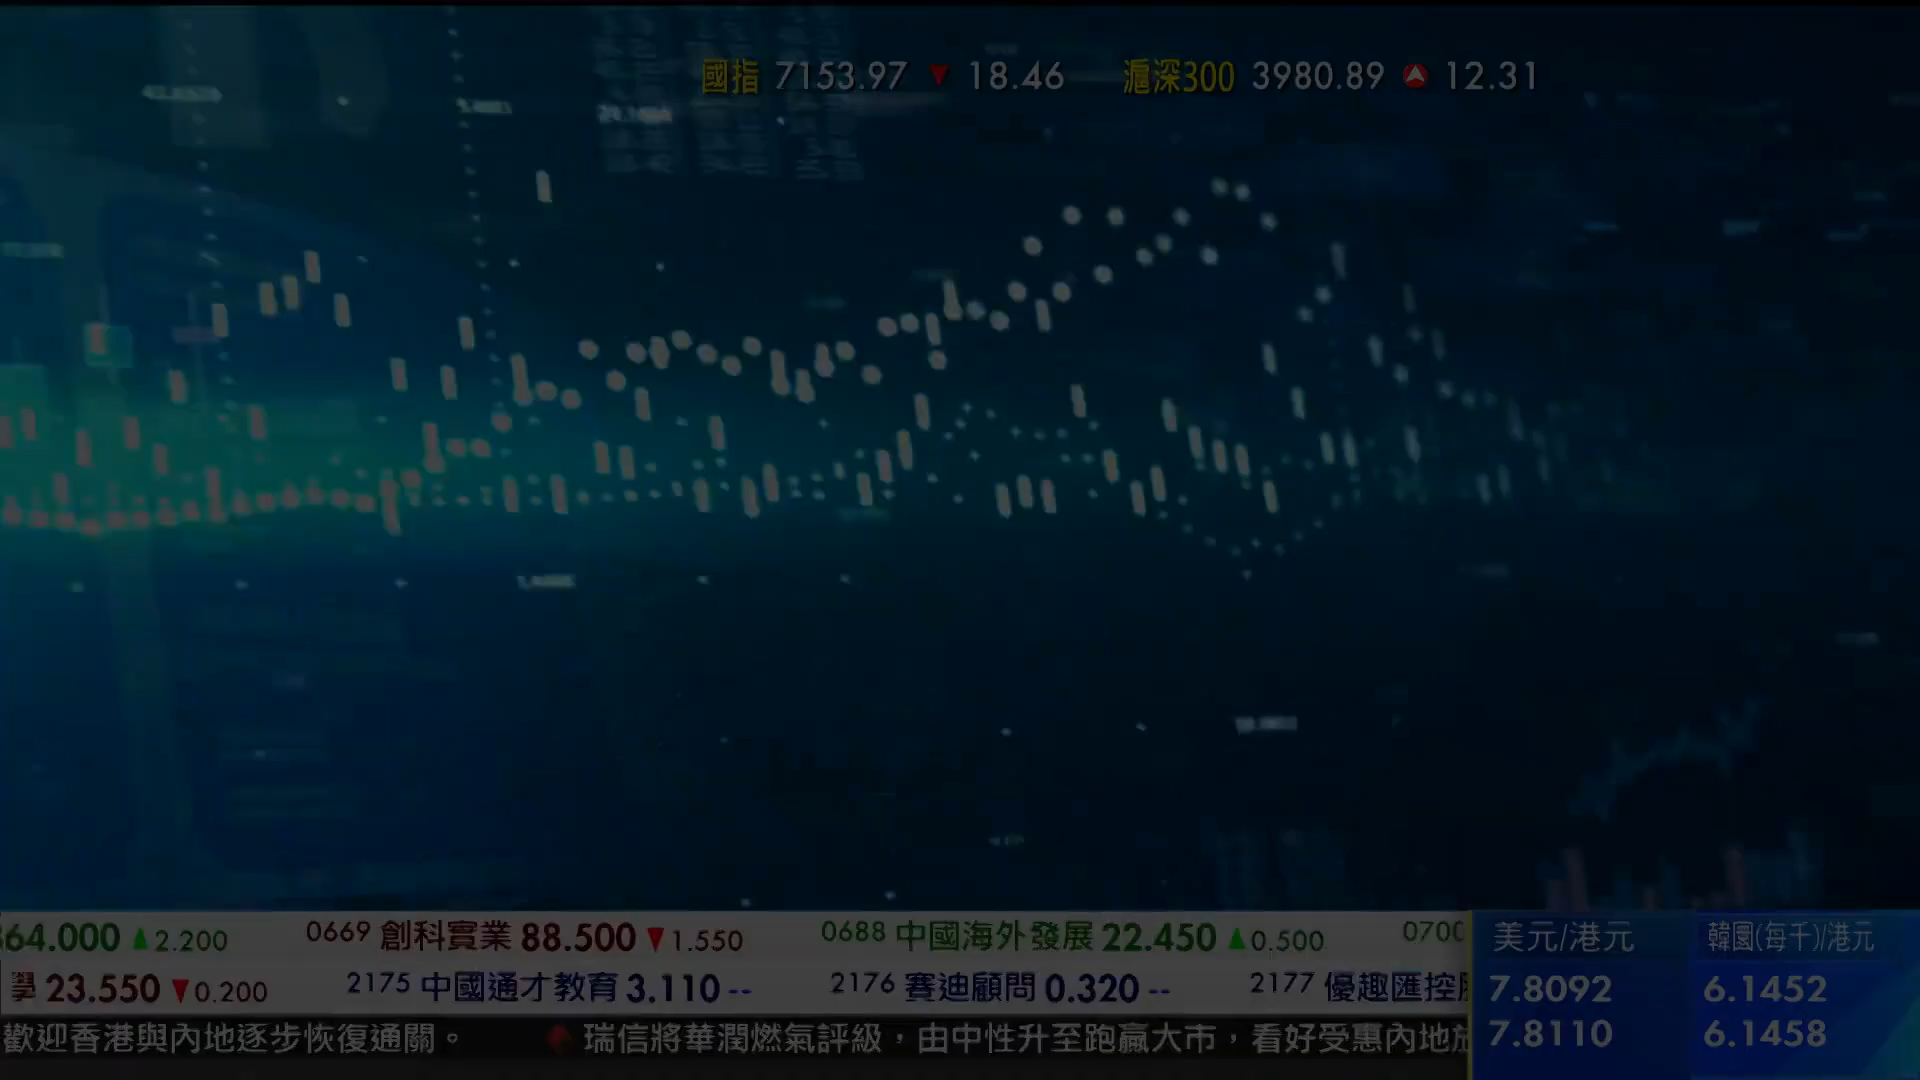 國指 7153.97 ▼ 18.46 滬深300 3980.89 ▲ 12.31
364.000 ▲2.200 0669 創科實業 88.500 ▼1.550 0688 中國海外發展 22.450 ▲0.500 0700
學 23.550 ▼0.200 2175 中國通才教育 3.110 -- 2176 賽迪顧問 0.320 -- 2177 優趣匯控股
歡迎香港與內地逐步恢復通關。 瑞信將華潤燃氣評級，由中性升至跑贏大市，看好受惠內地放
美元/港元 韓圜(每千)/港元
7.8092 6.1452
7.8110 6.1458